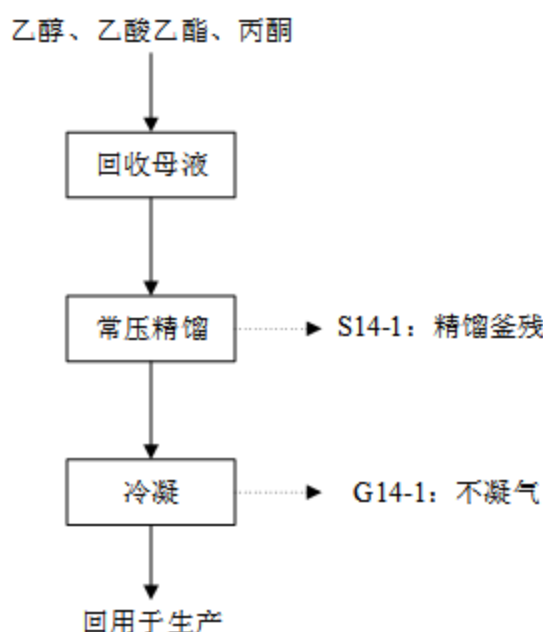 乙醇、乙酸乙酯、丙酮
回收母液
常压精馏
S14-1：精馏釜残
冷凝
G14-1：不凝气
回用于生产